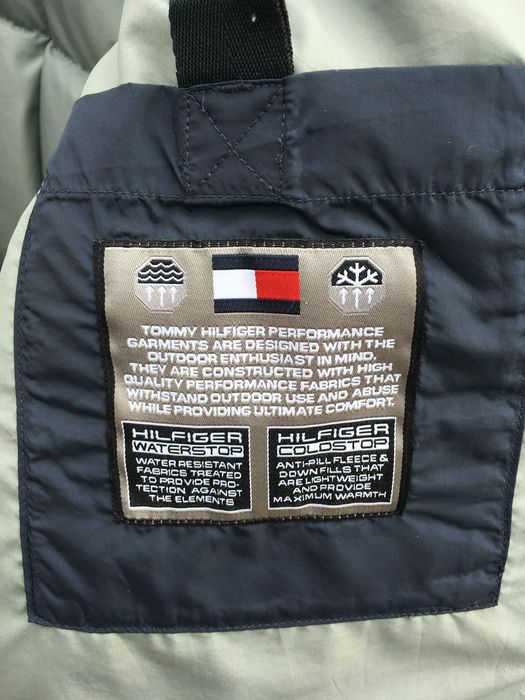 TOMMY HILFIGER PERFORMANCE
GARMENTS ARE DESIGNED WITH THE
OUTDOOR ENTHUSIAST IN MIND.
THEY ARE CONSTRUCTED WITH HIGH
QUALITY PERFORMANCE FABRICS THAT
WITHSTAND OUTDOOR USE AND ABUSE
WHILE PROVIDING ULTIMATE COMFORT.
HILFIGER
WATERSTOP
WATER RESISTANT
FABRICS TREATED
TO PROVIDE PRO
TECTION AGAINST
THE ELEMENTS
HILFIGER
COLDSTOP
ANTI-PILL FLEECE &
DOWN FILLS THAT
ARE LIGHTWEIGHT
AND PROVIDE
MAXIMUM WARMTH